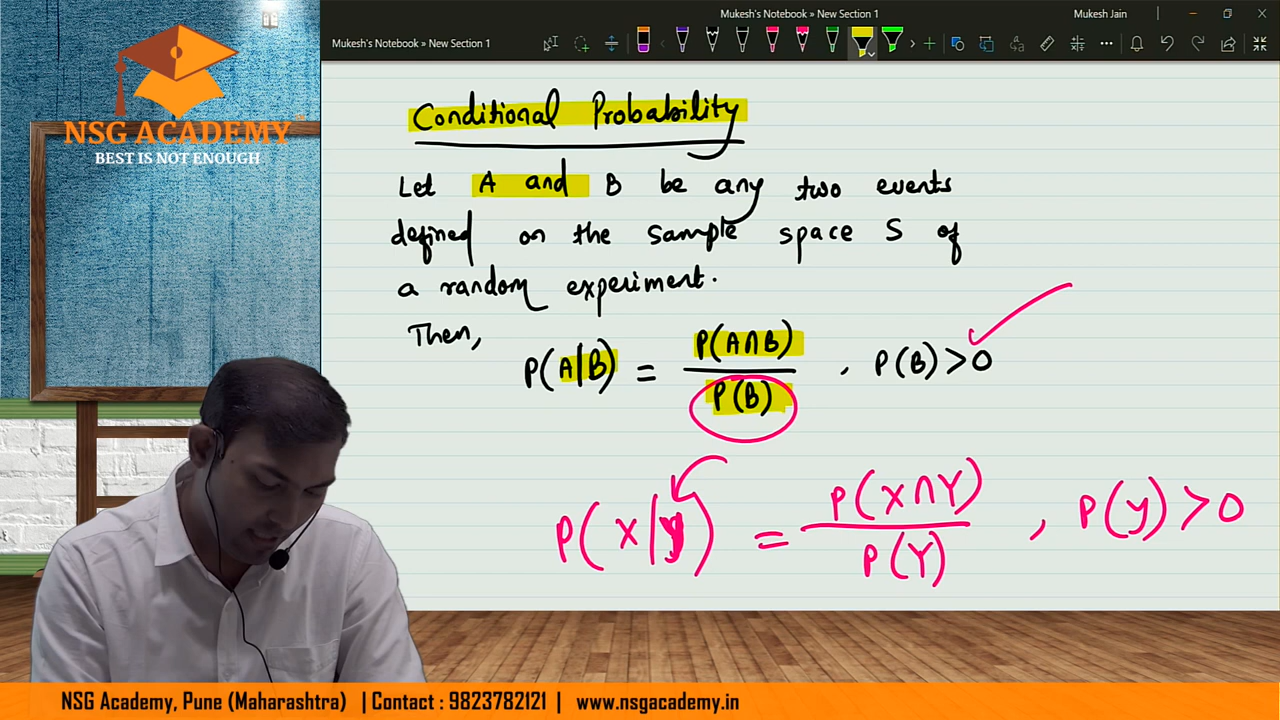 Mukesh's Notebook » New Section 1
Mukesh Jain
Mukesh's Notebook » New Section 1
NSG ACADEMY
BEST IS NOT ENOUGH
Conditional Probability
Let A and B be any two events
defined on the sample space S of
a random experiment.
Then,
P(A|B) = P(A∩B) / P(B) , P(B) > 0
P(X|Y) = P(X∩Y) / P(Y) , P(Y) > 0
NSG Academy, Pune (Maharashtra) | Contact : 9823782121 | www.nsgacademy.in